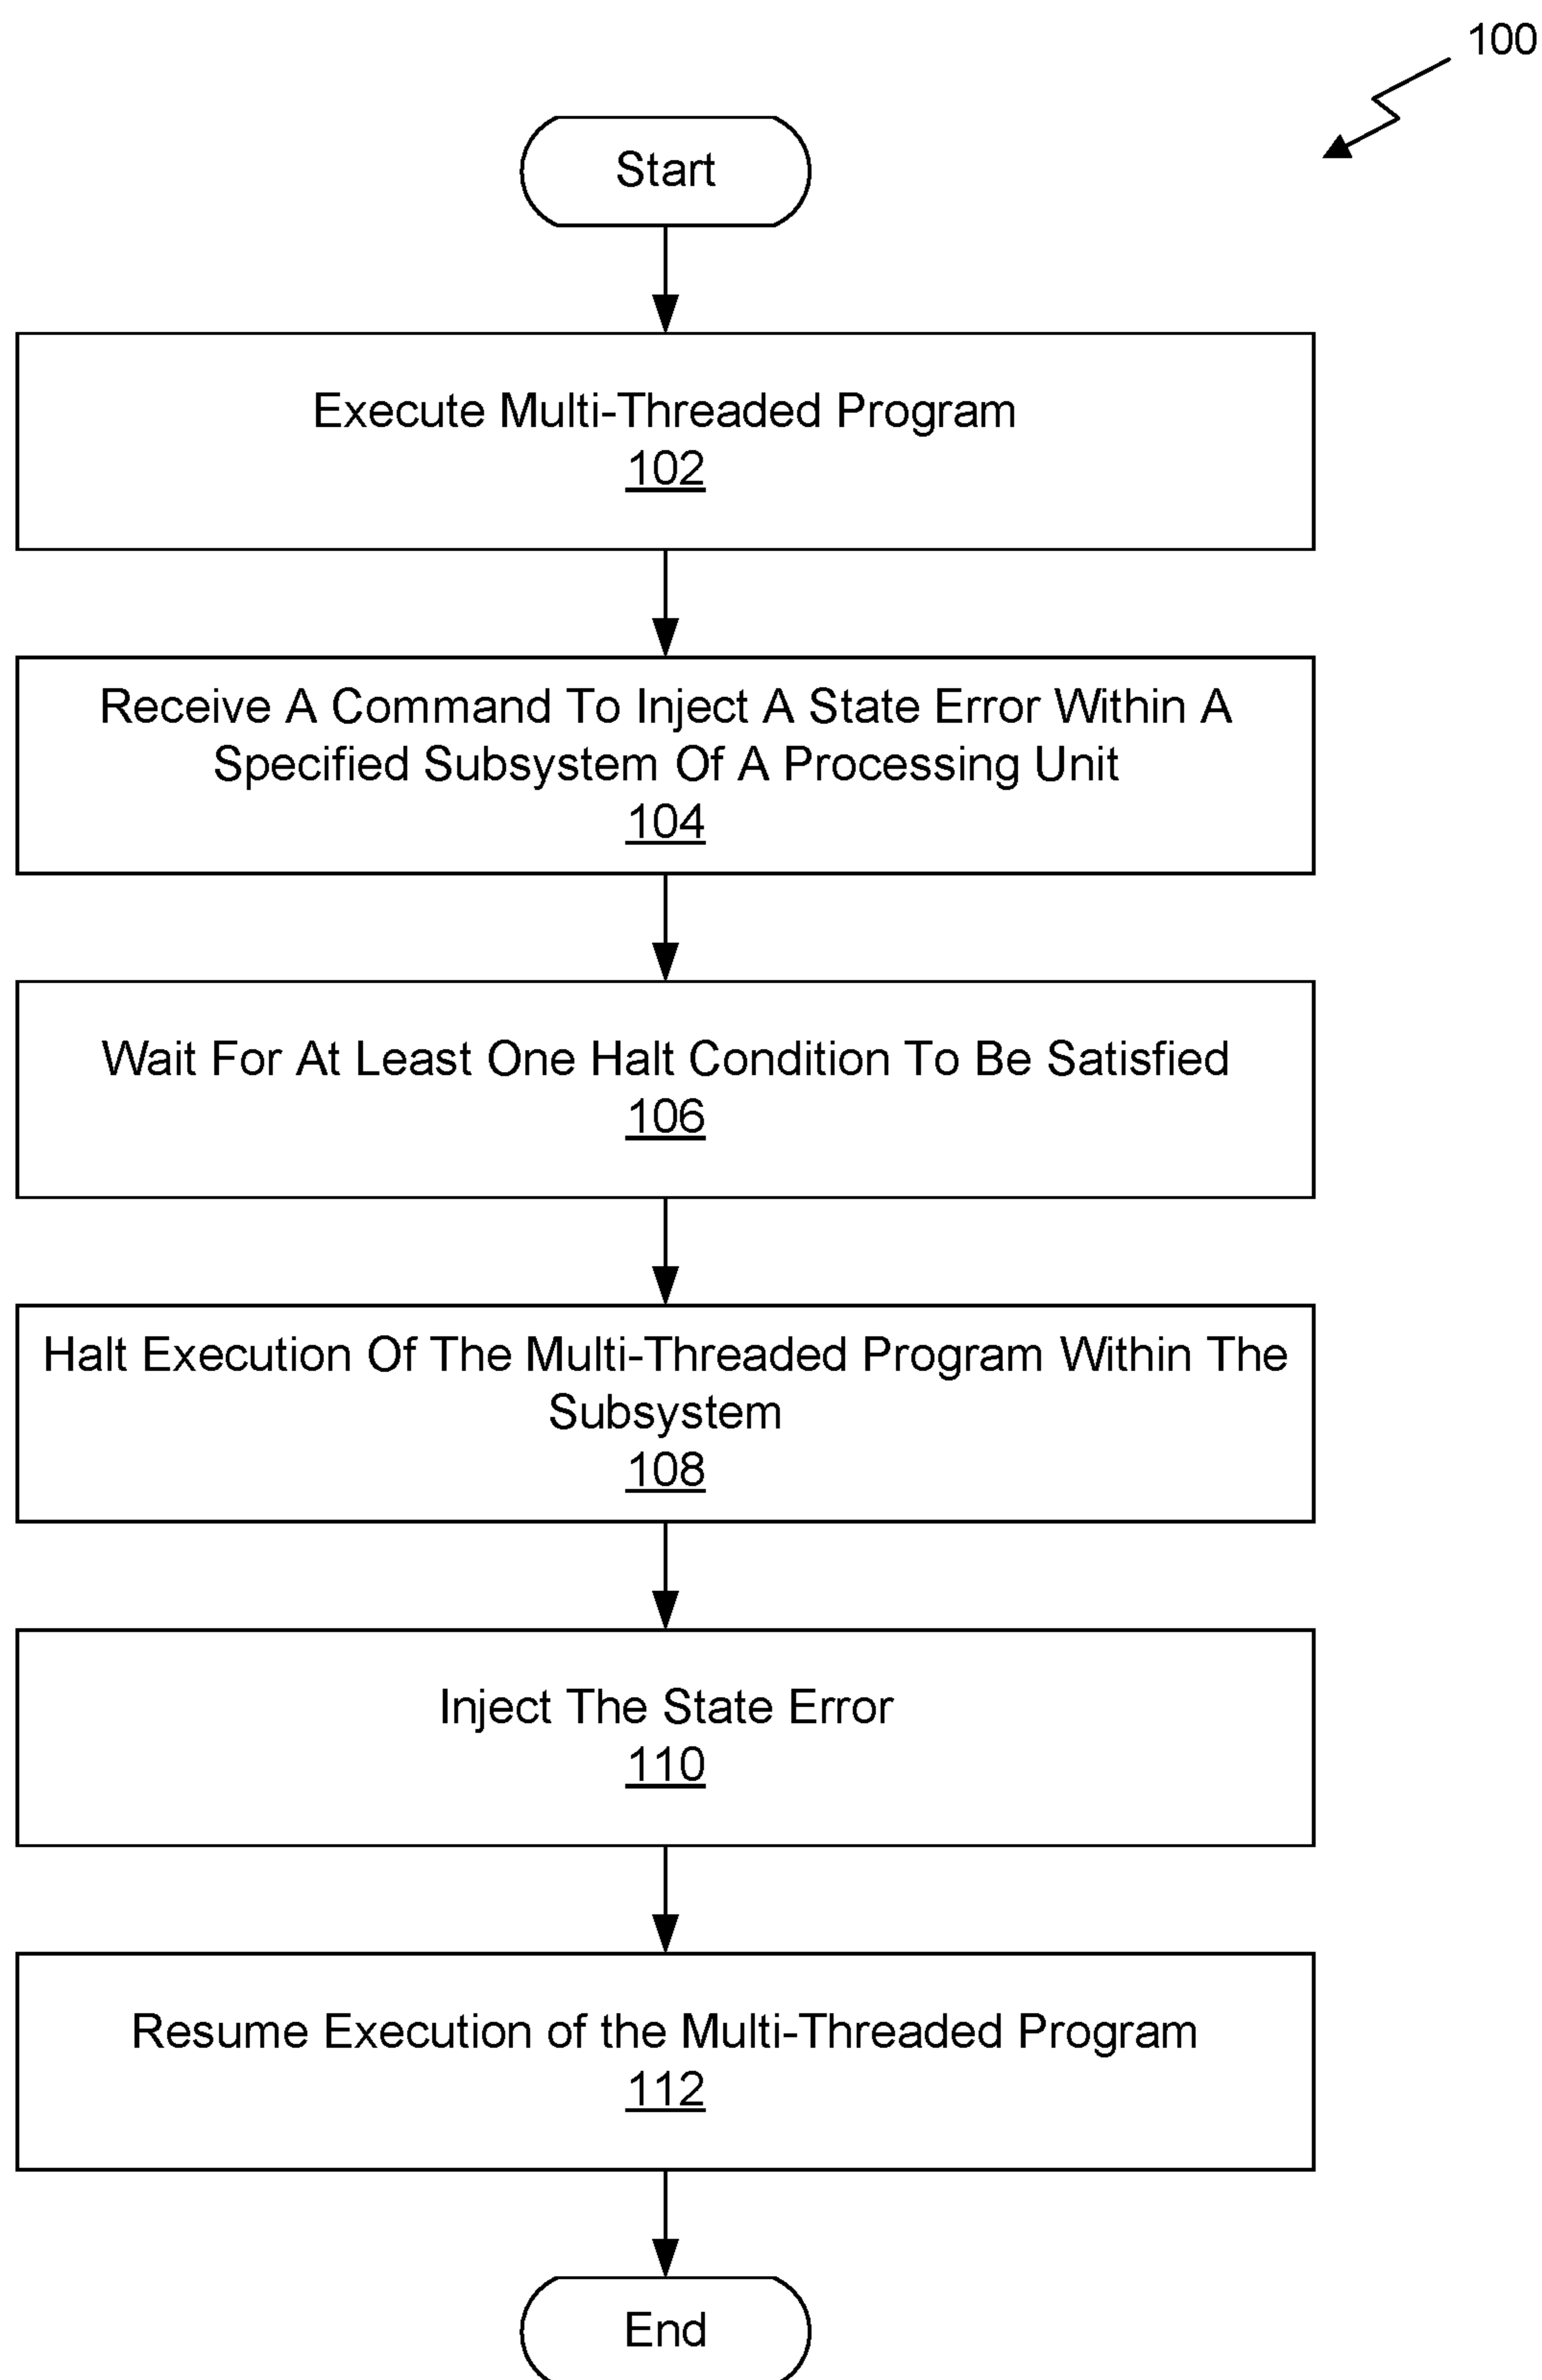 100
Start
Execute Multi-Threaded Program
102
Receive A Command To Inject A State Error Within A
Specified Subsystem Of A Processing Unit
104
Wait For At Least One Halt Condition To Be Satisfied
106
Halt Execution Of The Multi-Threaded Program Within The
Subsystem
108
Inject The State Error
110
Resume Execution of the Multi-Threaded Program
112
End